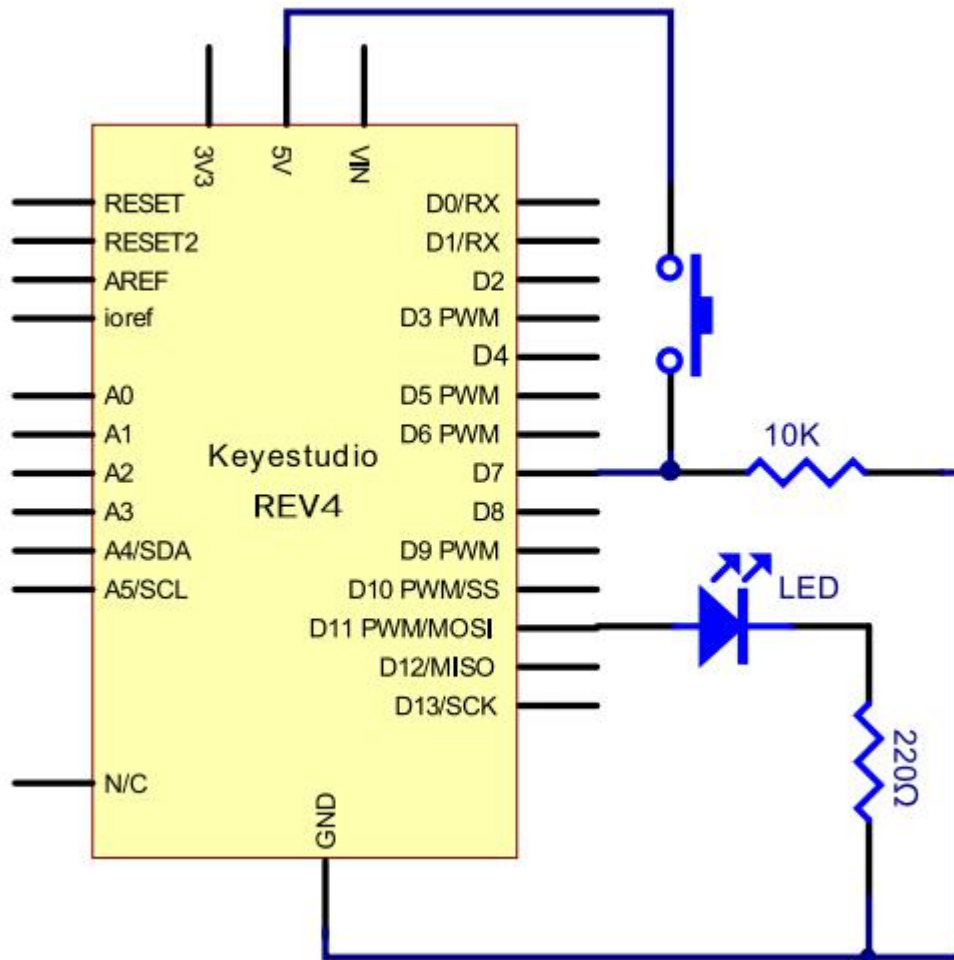 3V3
5V
VIN
RESET
RESET2
AREF
ioref
A0
A1
A2
A3
A4/SDA
A5/SCL
N/C
Keyestudio
REV4
D0/RX
D1/RX
D2
D3 PWM
D4
D5 PWM
D6 PWM
D7
D8
D9 PWM
D10 PWM/SS
D11 PWM/MOSI
D12/MISO
D13/SCK
GND
10K
LED
220Ω